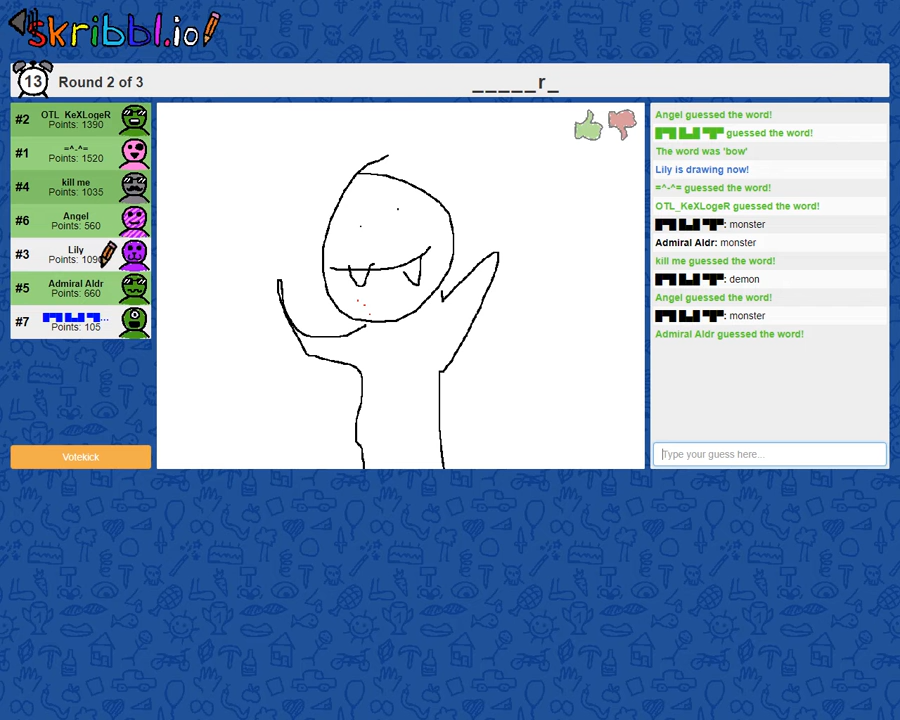 skribbl.io
13 Round 2 of 3
_____r_
#2 OTL_KeXLogeR
Points: 1390
#1 =^-^=
Points: 1520
#4 kill me
Points: 1035
#6 Angel
Points: 560
#3 Lily
Points: 1090
#5 Admiral Aldr
Points: 660
#7
Points: 105
Votekick
Angel guessed the word!
guessed the word!
The word was 'bow'
Lily is drawing now!
=^-^= guessed the word!
OTL_KeXLogeR guessed the word!
: monster
Admiral Aldr: monster
kill me guessed the word!
: demon
Angel guessed the word!
: monster
Admiral Aldr guessed the word!
Type your guess here...